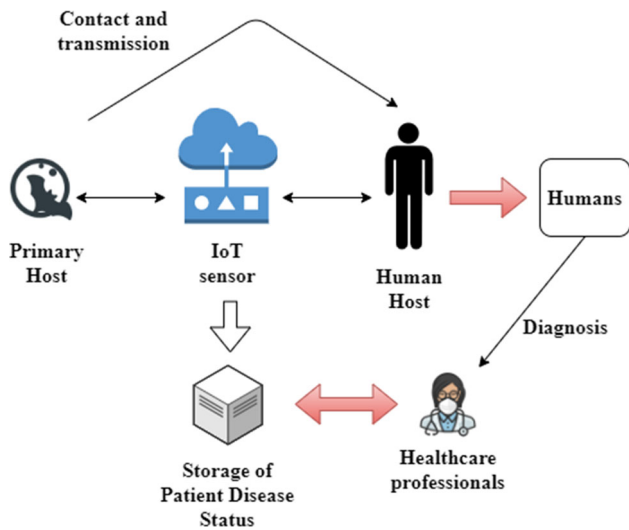 Contact and
transmission
Primary
Host
IoT
sensor
Human
Host
Humans
Diagnosis
Storage of
Patient Disease
Status
Healthcare
professionals